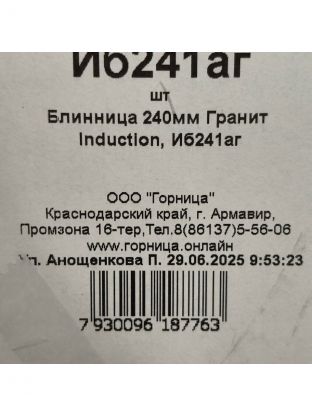 Иб241аг
шт
Блинница 240мм Гранит
Induction, Иб241аг
ООО "Горница"
Краснодарский край, г. Армавир,
Промзона 16-тер,Тел.8(86137)5-56-06
www.горница.онлайн
Уп. Анощенкова П. 29.06.2025 9:53:23
7 930096 187763